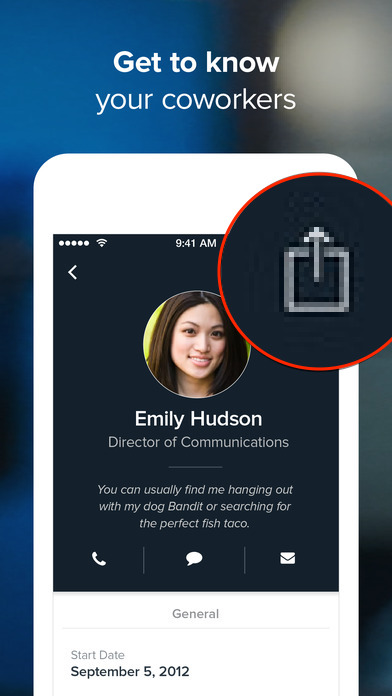 Get to know
your coworkers
9:41 AM
Emily Hudson
Director of Communications
You can usually find me hanging out
with my dog Bandit or searching for
the perfect fish taco.
General
Start Date
September 5, 2012